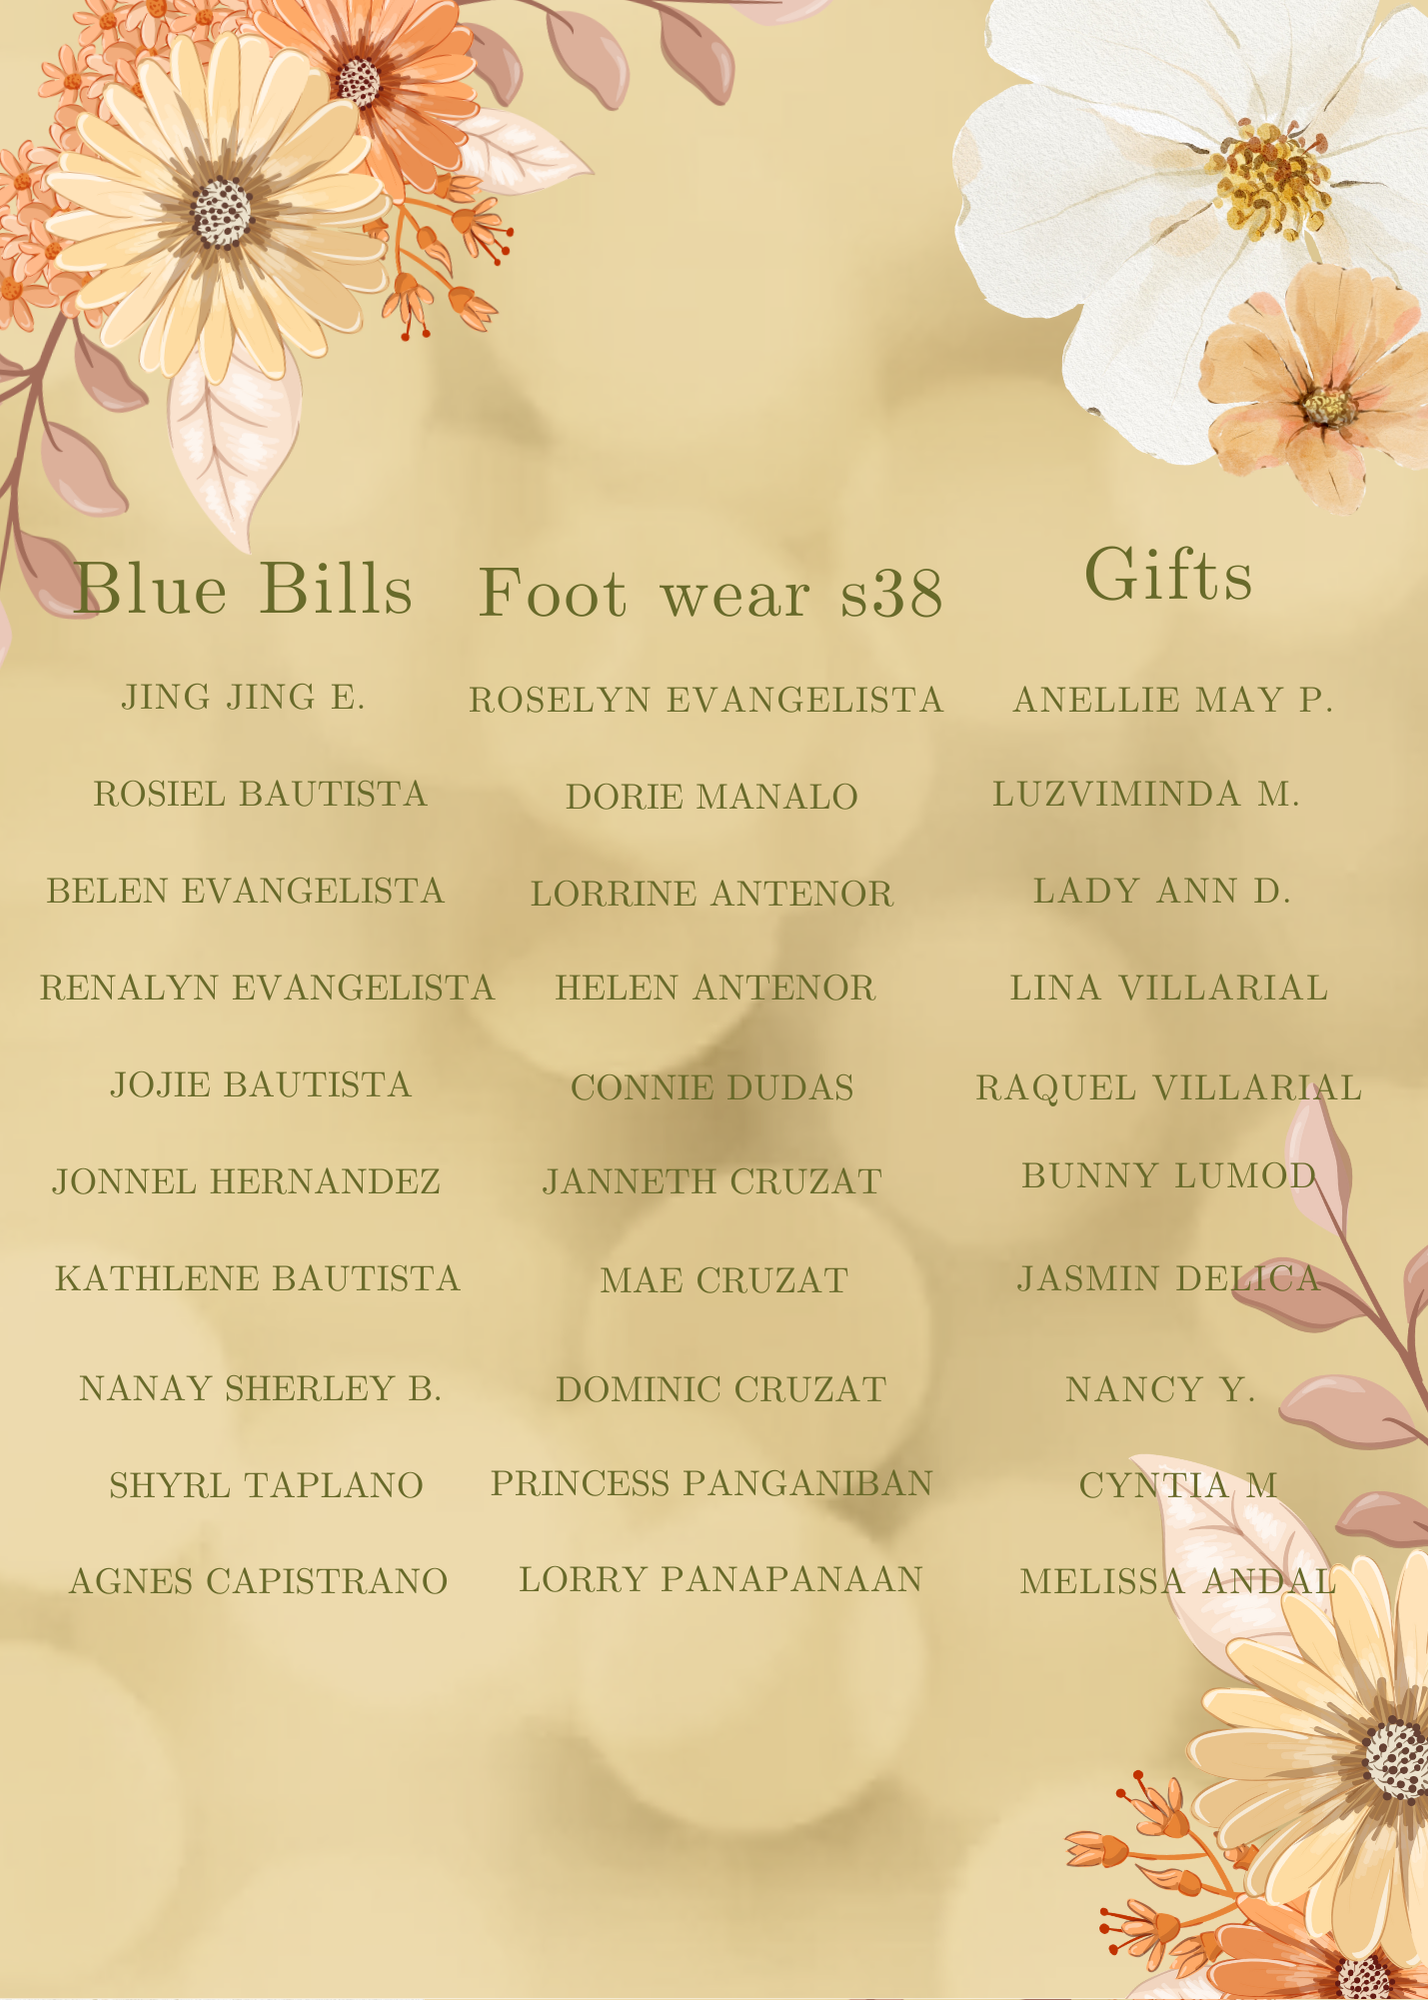 Blue Bills
JING JING E.
ROSIEL BAUTISTA
BELEN EVANGELISTA
RENALYN EVANGELISTA
JOJIE BAUTISTA
JONNEL HERNANDEZ
KATHLENE BAUTISTA
NANAY SHERLEY B.
SHYRL TAPLANO
AGNES CAPISTRANO
Foot wear s38
ROSELYN EVANGELISTA
DORIE MANALO
LORRINE ANTENOR
HELEN ANTENOR
CONNIE DUDAS
JANNETH CRUZAT
MAE CRUZAT
DOMINIC CRUZAT
PRINCESS PANGANIBAN
LORRY PANAPANAAN
Gifts
ANELLIE MAY P.
LUZVIMINDA M.
LADY ANN D.
LINA VILLARIAL
RAQUEL VILLARIAL
BUNNY LUMOD
JASMIN DELICA
NANCY Y.
CYNTIA M
MELISSA ANDAL